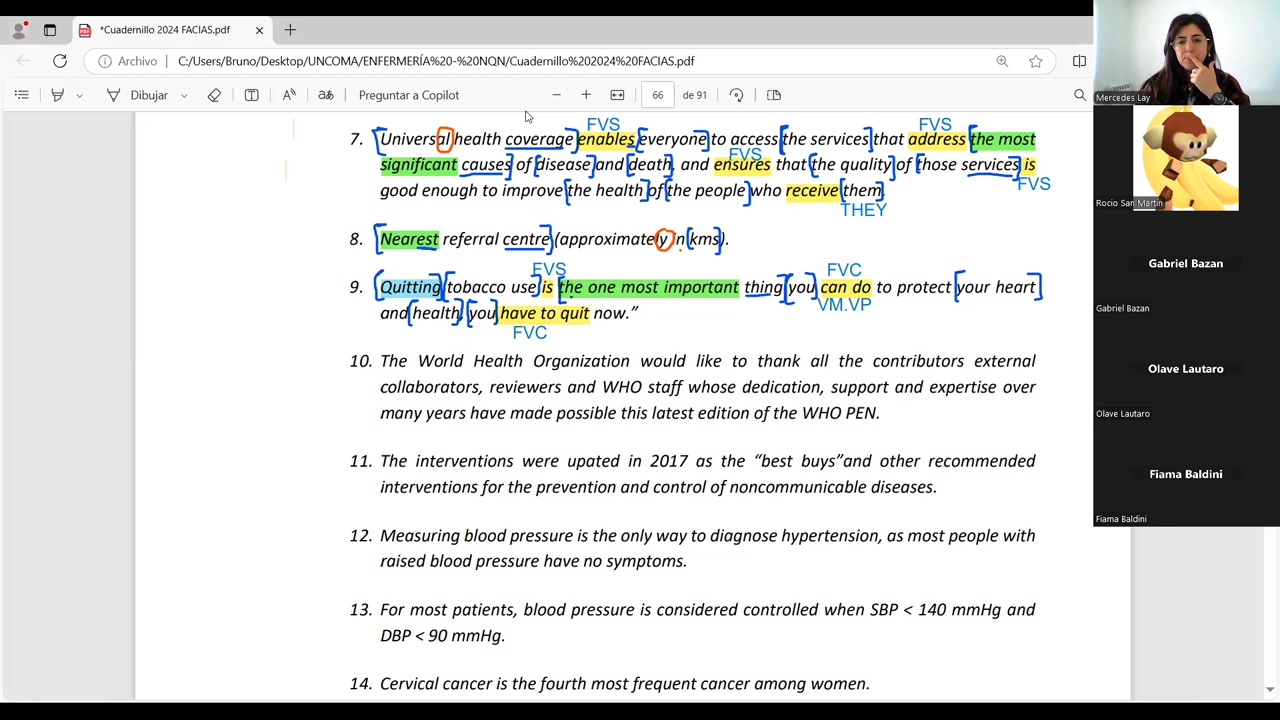 *Cuadernillo 2024 FACIAS.pdf
Archivo C:/Users/Bruno/Desktop/UNCOMA/ENFERMERÍA%20-%20NQN/Cuadernillo%202024%20FACIAS.pdf
Dibujar Preguntar a Copilot 66 de 91
Mercedes Lay
FVS FVS
7. Universal health coverage enables everyone to access the services that address the most
FVS
significant causes of disease and death, and ensures that the quality of those services is
FVS
good enough to improve the health of the people who receive them.
THEY
Rocio San Martin
8. Nearest referral centre (approximately in kms).
Gabriel Bazan
FVS FVC
9. Quitting tobacco use is the one most important thing you can do to protect your heart
VM.VP
Gabriel Bazan
and health, you have to quit now.”
FVC
10. The World Health Organization would like to thank all the contributors external
collaborators, reviewers and WHO staff whose dedication, support and expertise over
many years have made possible this latest edition of the WHO PEN.
Olave Lautaro
Olave Lautaro
11. The interventions were upated in 2017 as the “best buys”and other recommended
interventions for the prevention and control of noncommunicable diseases.
Fiama Baldini
Fiama Baldini
12. Measuring blood pressure is the only way to diagnose hypertension, as most people with
raised blood pressure have no symptoms.
13. For most patients, blood pressure is considered controlled when SBP < 140 mmHg and
DBP < 90 mmHg.
14. Cervical cancer is the fourth most frequent cancer among women.